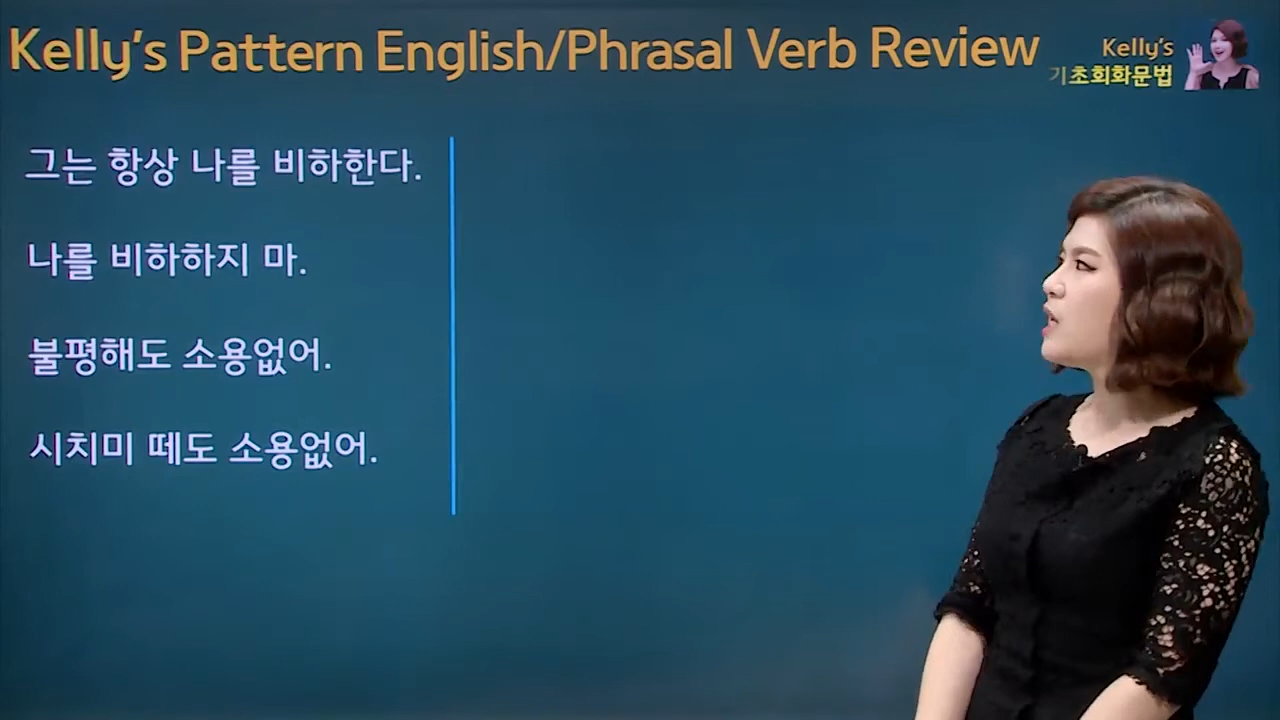 Kelly's Pattern English/Phrasal Verb Review
Kelly's
기초회화문법
그는 항상 나를 비하한다.
나를 비하하지 마.
불평해도 소용없어.
시치미 떼도 소용없어.